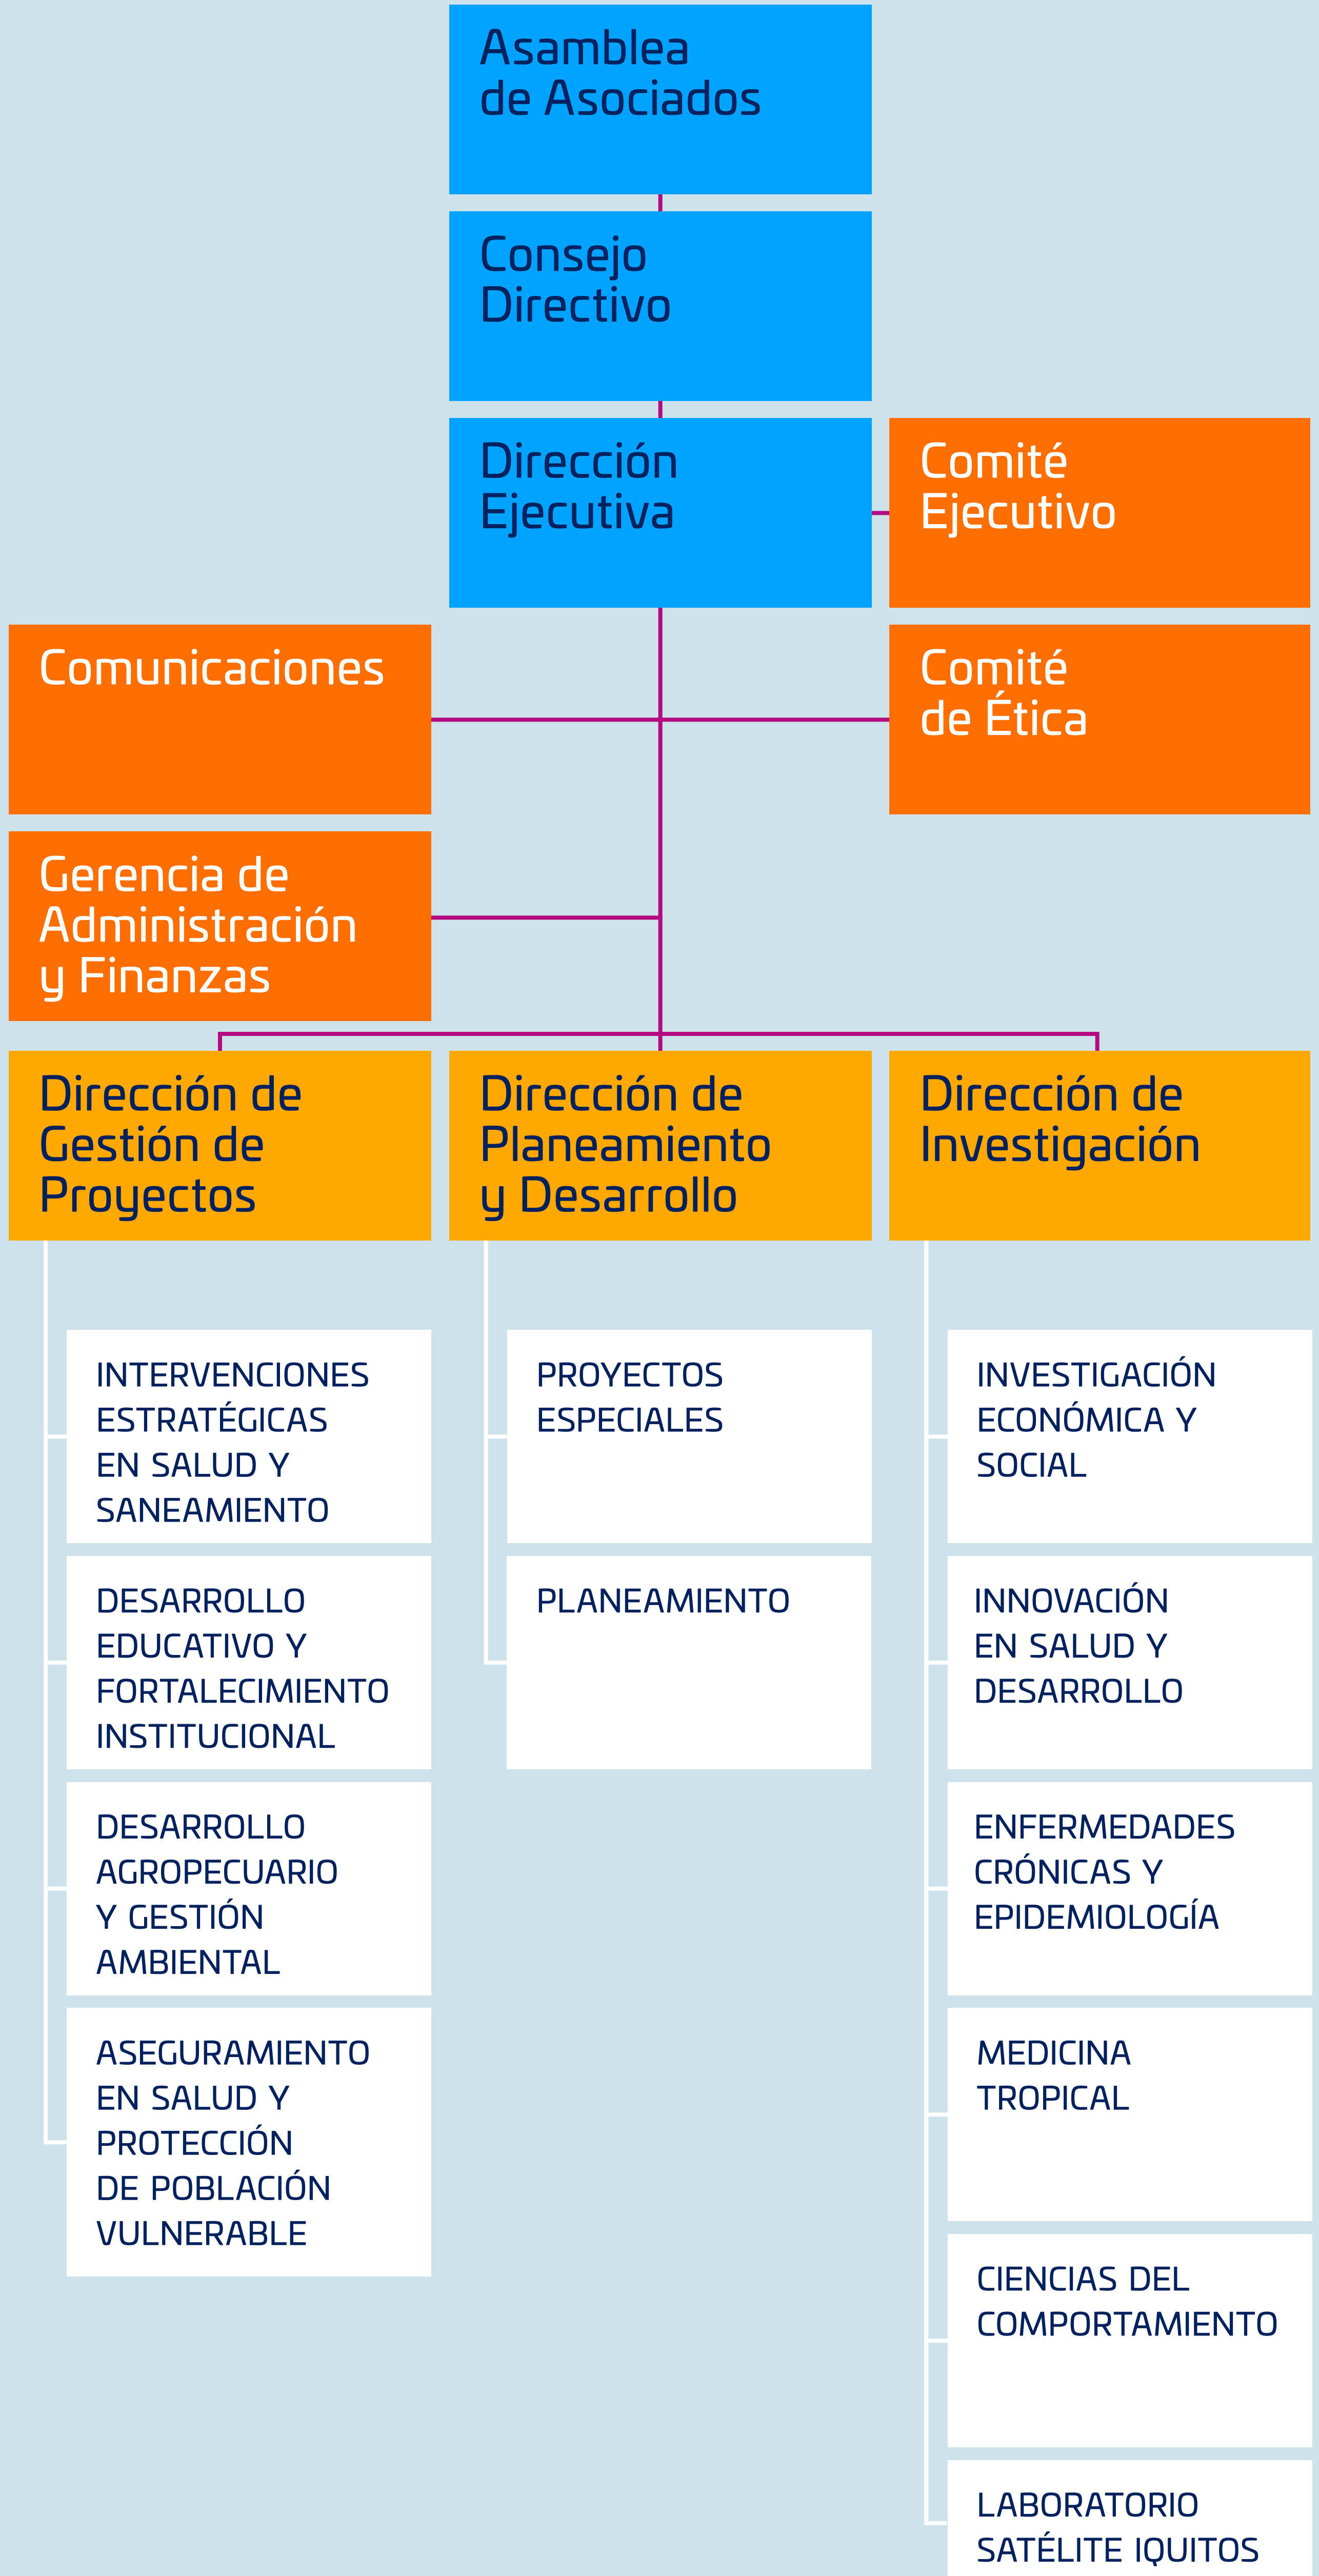 Asamblea
de Asociados
Consejo
Directivo
Dirección
Ejecutiva
Comité
Ejecutivo
Comunicaciones
Comité
de Ética
Gerencia de
Administración
y Finanzas
Dirección de
Gestión de
Proyectos
Dirección de
Planeamiento
y Desarrollo
Dirección de
Investigación
INTERVENCIONES
ESTRATÉGICAS
EN SALUD Y
SANEAMIENTO
DESARROLLO
EDUCATIVO Y
FORTALECIMIENTO
INSTITUCIONAL
DESARROLLO
AGROPECUARIO
Y GESTIÓN
AMBIENTAL
ASEGURAMIENTO
EN SALUD Y
PROTECCIÓN
DE POBLACIÓN
VULNERABLE
PROYECTOS
ESPECIALES
PLANEAMIENTO
INVESTIGACIÓN
ECONÓMICA Y
SOCIAL
INNOVACIÓN
EN SALUD Y
DESARROLLO
ENFERMEDADES
CRÓNICAS Y
EPIDEMIOLOGÍA
MEDICINA
TROPICAL
CIENCIAS DEL
COMPORTAMIENTO
LABORATORIO
SATÉLITE IQUITOS